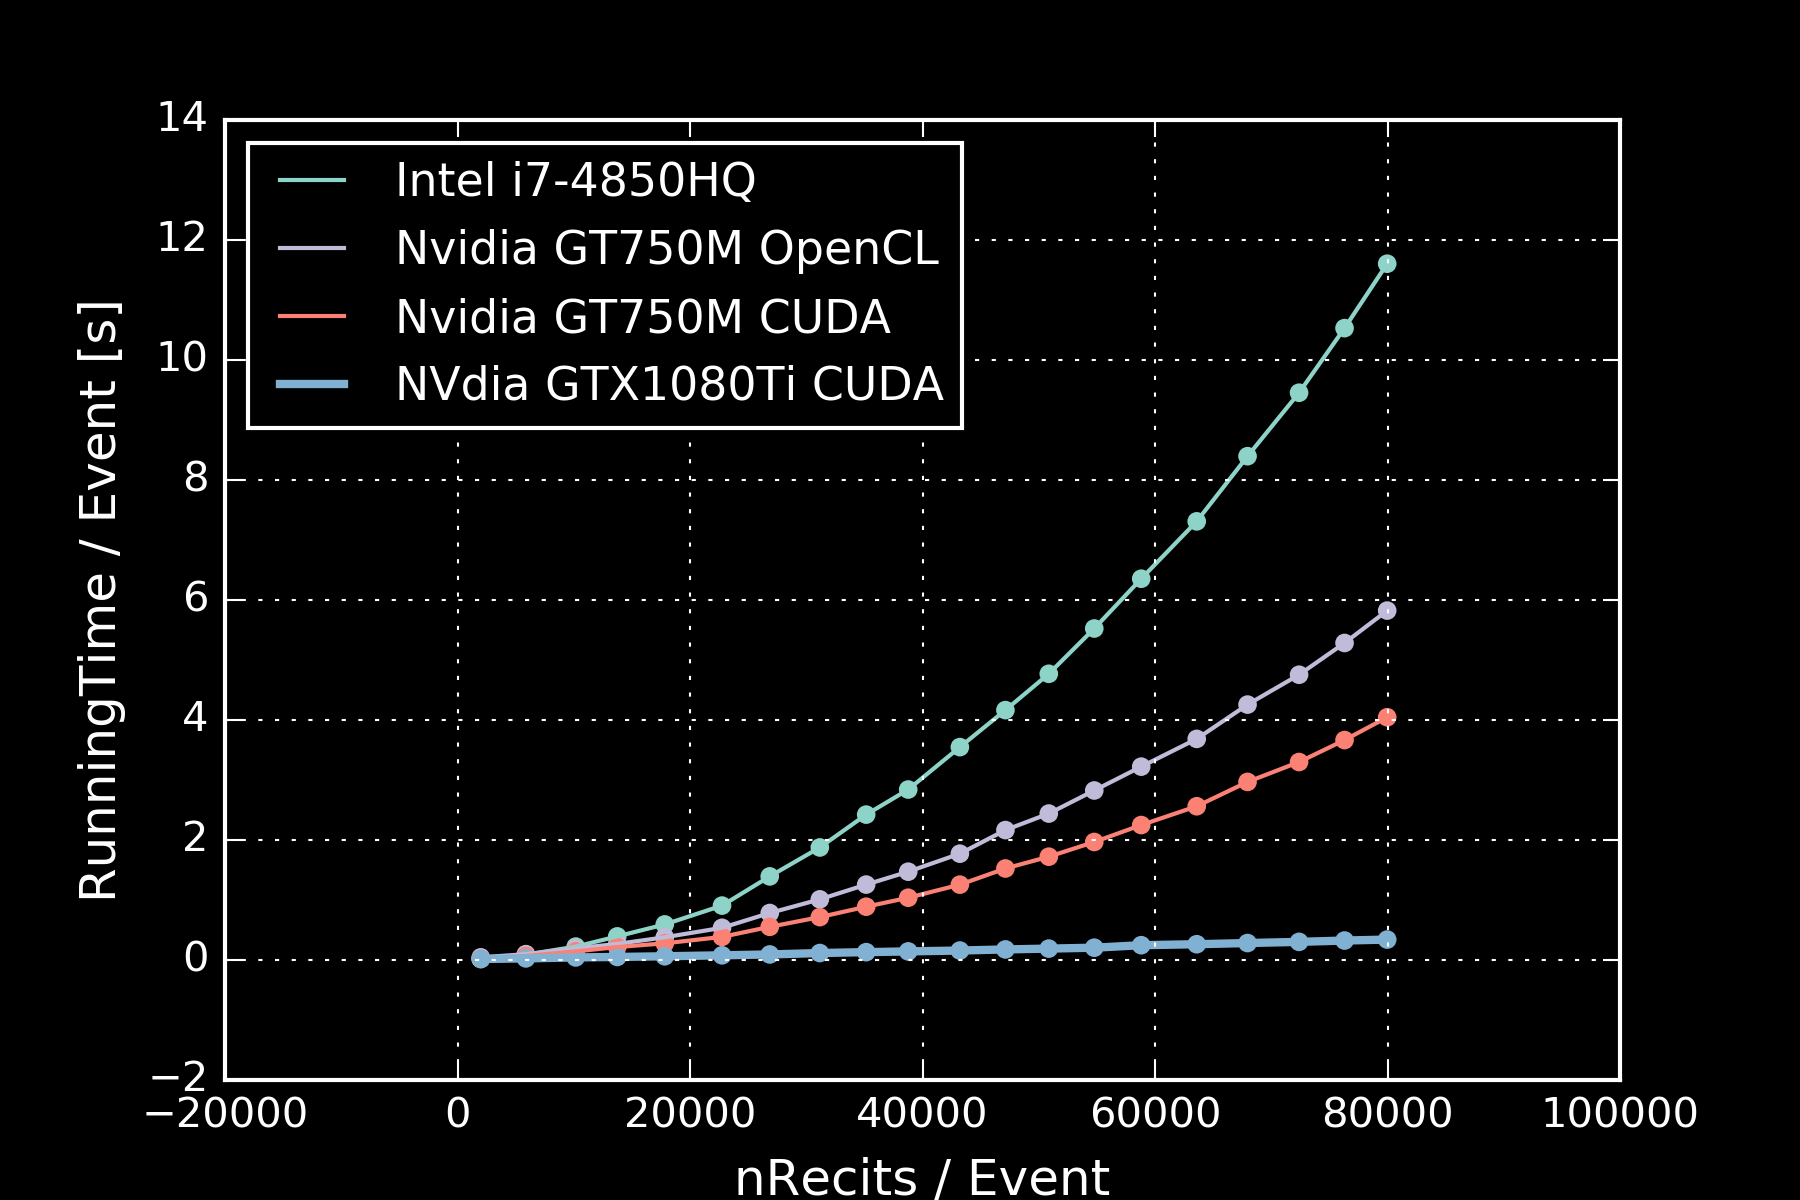 14
12
10
8
6
4
2
0
−2
RunningTime / Event [s]
Intel i7-4850HQ
Nvidia GT750M OpenCL
Nvidia GT750M CUDA
NVdia GTX1080Ti CUDA
−20000 0 20000 40000 60000 80000 100000
nRecits / Event